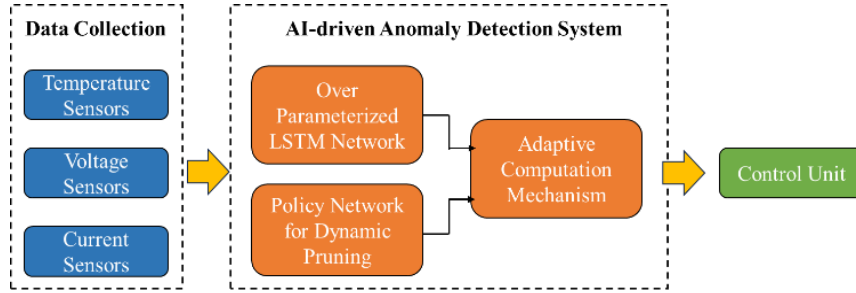 Data Collection
Temperature
Sensors
Voltage
Sensors
Current
Sensors
AI-driven Anomaly Detection System
Over
Parameterized
LSTM Network
Policy Network
for Dynamic
Pruning
Adaptive
Computation
Mechanism
Control Unit